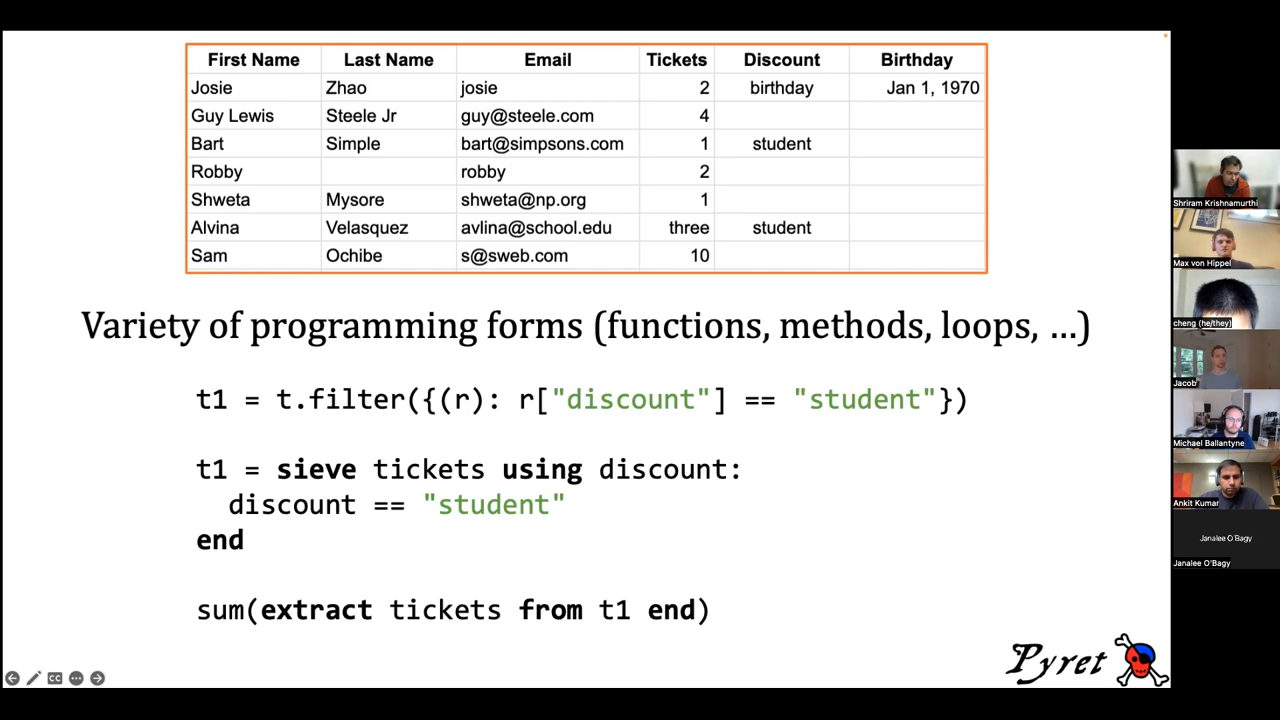 First Name Last Name Email Tickets Discount Birthday
Josie Zhao josie 2 birthday Jan 1, 1970
Guy Lewis Steele Jr guy@steele.com 4
Bart Simple bart@simpsons.com 1 student
Robby robby 2
Shweta Mysore shweta@np.org 1
Alvina Velasquez avlina@school.edu three student
Sam Ochibe s@sweb.com 10
Variety of programming forms (functions, methods, loops, ...)
t1 = t.filter({(r): r["discount"] == "student"})
t1 = sieve tickets using discount:
discount == "student"
end
sum(extract tickets from t1 end)
Pyret
CC
Shriram Krishnamurthi
Max von Hippel
cheng (he/they)
Jacob
Michael Ballantyne
Ankit Kumar
Janalee O Bagy
Janalee O'Bagy